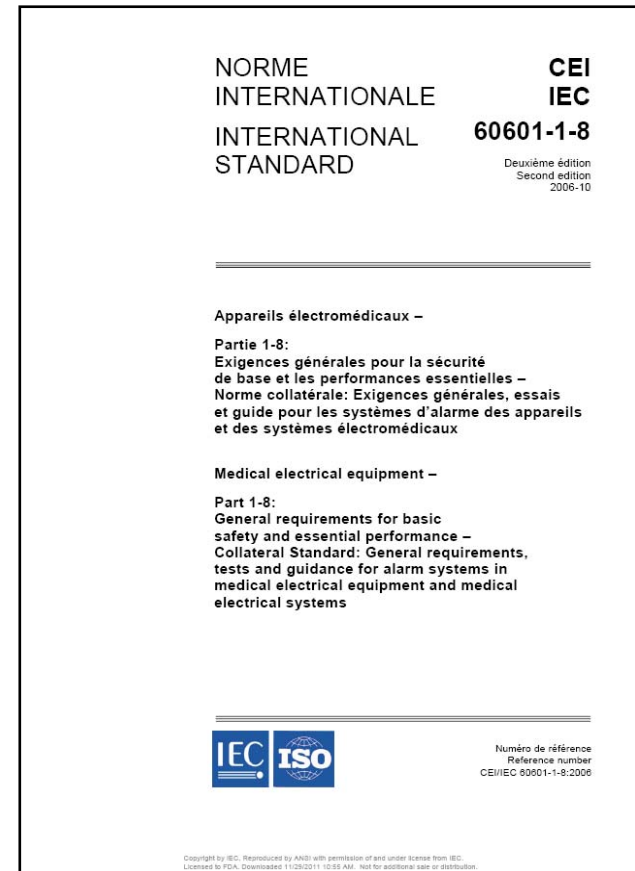 NORME
INTERNATIONALE
INTERNATIONAL
STANDARD
CEI
IEC
60601-1-8
Deuxième édition
Second edition
2006-10
Appareils électromédicaux –
Partie 1-8:
Exigences générales pour la sécurité
de base et les performances essentielles –
Norme collatérale: Exigences générales, essais
et guide pour les systèmes d'alarme des appareils
et des systèmes électromédicaux
Medical electrical equipment –
Part 1-8:
General requirements for basic
safety and essential performance –
Collateral Standard: General requirements,
tests and guidance for alarm systems in
medical electrical equipment and medical
electrical systems
IEC ISO
Numéro de référence
Reference number
CEI/IEC 60601-1-8:2006
Copyright by IEC. Reproduced by ANSI with permission of and under license from IEC.
Licensed to FDA. Downloaded 11/29/2011 10:55 AM. Not for additional sale or distribution.